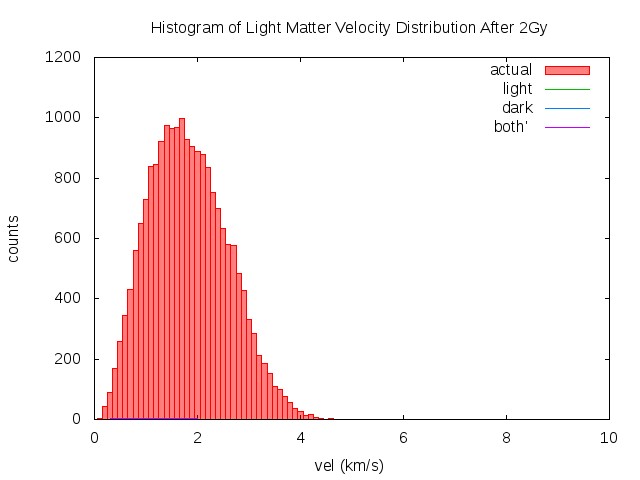 Histogram of Light Matter Velocity Distribution After 2Gy
1200
1000
800
600
400
200
0
counts
actual
light
dark
both'
0 2 4 6 8 10
vel (km/s)